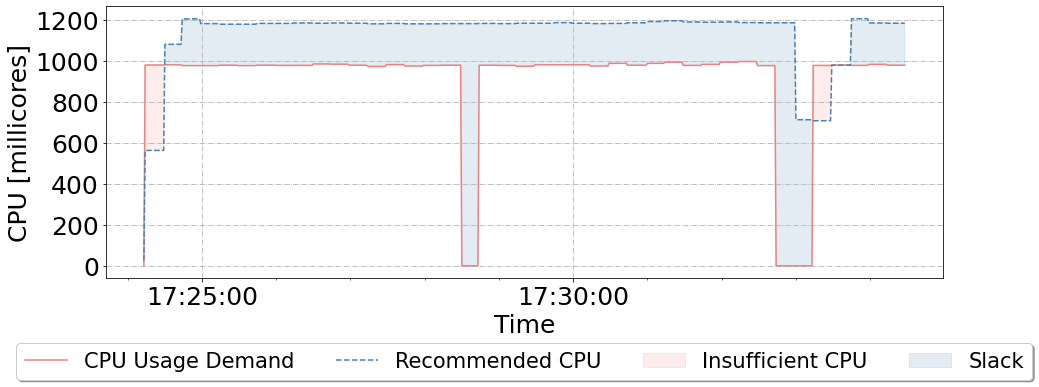 CPU [millicores]
1200
1000
800
600
400
200
0
17:25:00 17:30:00
Time
CPU Usage Demand Recommended CPU Insufficient CPU Slack